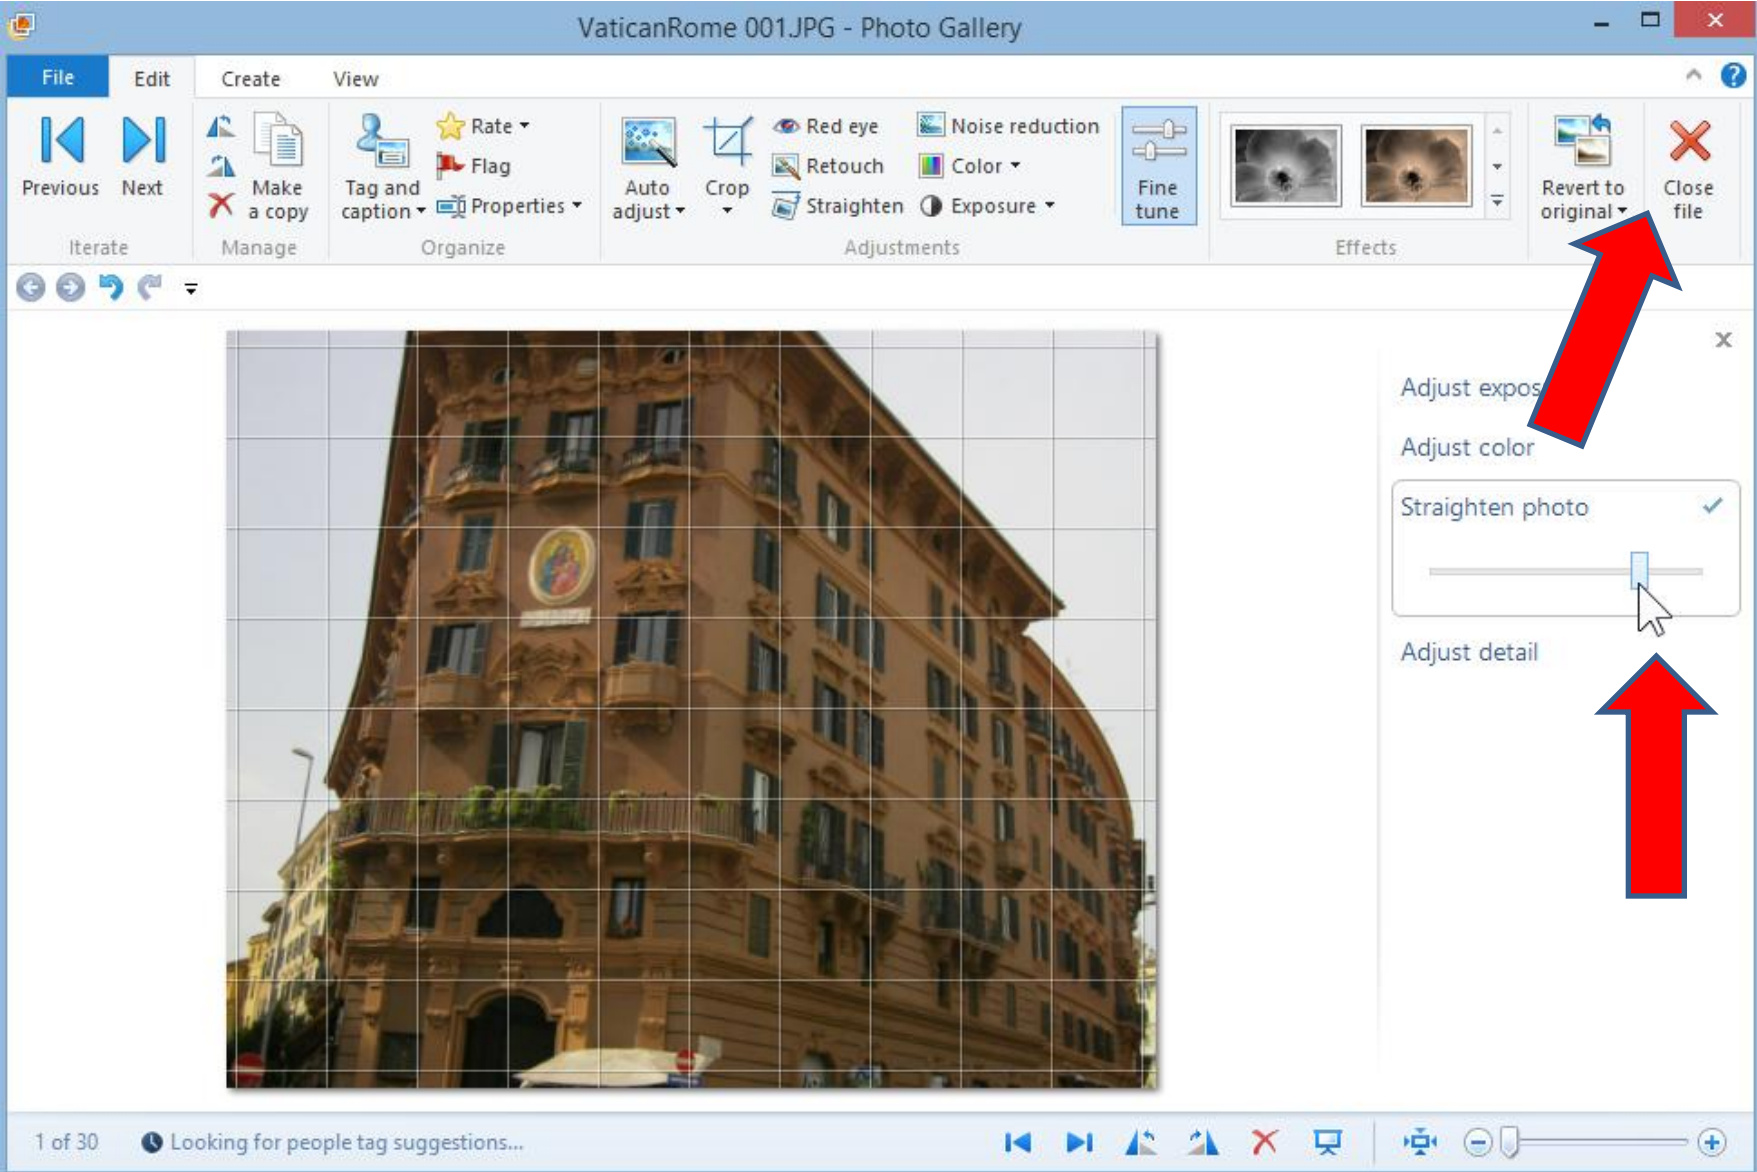 VaticanRome 001.JPG - Photo Gallery
File Edit Create View
Previous
Next
Make
a copy
Tag and
caption
Rate
Flag
Properties
Auto
adjust
Crop
Red eye
Retouch
Straighten
Noise reduction
Color
Exposure
Fine
tune
Revert to
original
Close
file
Iterate Manage Organize Adjustments Effects
Adjust expos
Adjust color
Straighten photo
Adjust detail
1 of 30 Looking for people tag suggestions...